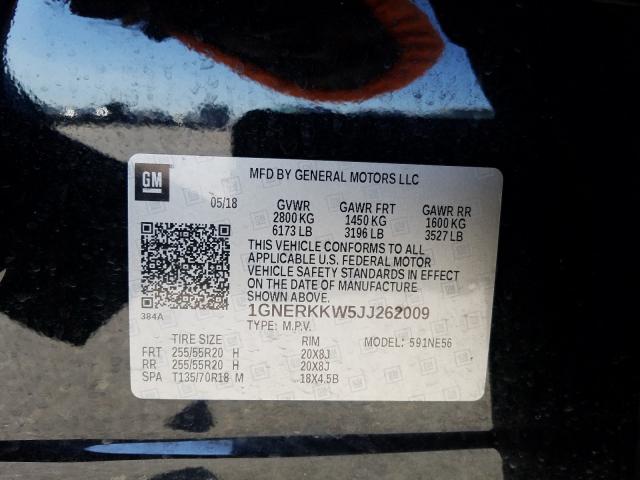 GM
MFD BY GENERAL MOTORS LLC
05/18 GVWR GAWR FRT GAWR RR
2800 KG 1450 KG 1600 KG
6173 LB 3196 LB 3527 LB
THIS VEHICLE CONFORMS TO ALL
APPLICABLE U.S. FEDERAL MOTOR
VEHICLE SAFETY STANDARDS IN EFFECT
ON THE DATE OF MANUFACTURE
SHOWN ABOVE.
384A
1GNERKKW5JJ262009
TYPE: M.P.V.
TIRE SIZE RIM MODEL: 591NE56
FRT 255/55R20 H 20X8J
RR 255/55R20 H 20X8J
SPA T135/70R18 M 18X4.5B